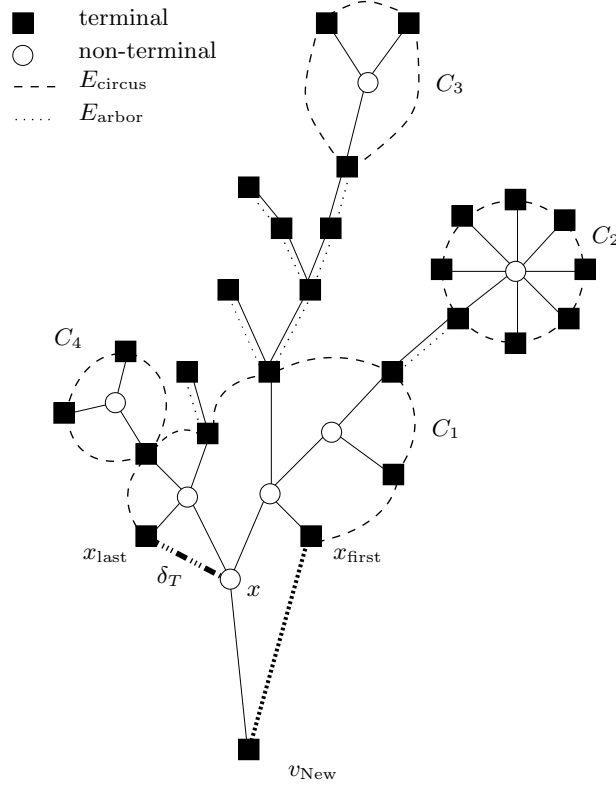 terminal
non-terminal
E_circus
E_arbor
C_3
C_2
C_4
C_1
x_last
x_first
δ_T
x
v_New